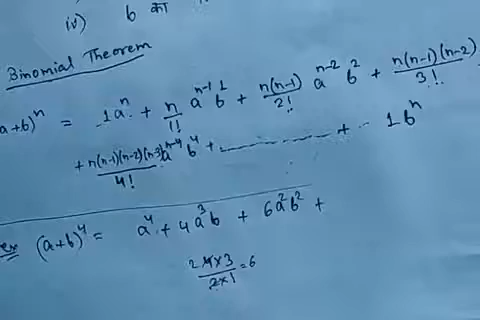 iv) b का
Binomial Theorem
a+b)^n = 1a^n + n/1! a^(n-1) b^1 + n(n-1)/2! a^(n-2) b^2 + n(n-1)(n-2)/3!
+ n(n-1)(n-2)(n-3)/4! a^(n-4) b^4 + ------------ + -- 1b^n
ex (a+b)^4 = a^4 + 4a^3b + 6a^2b^2 +
2 4×3/2×1 = 6